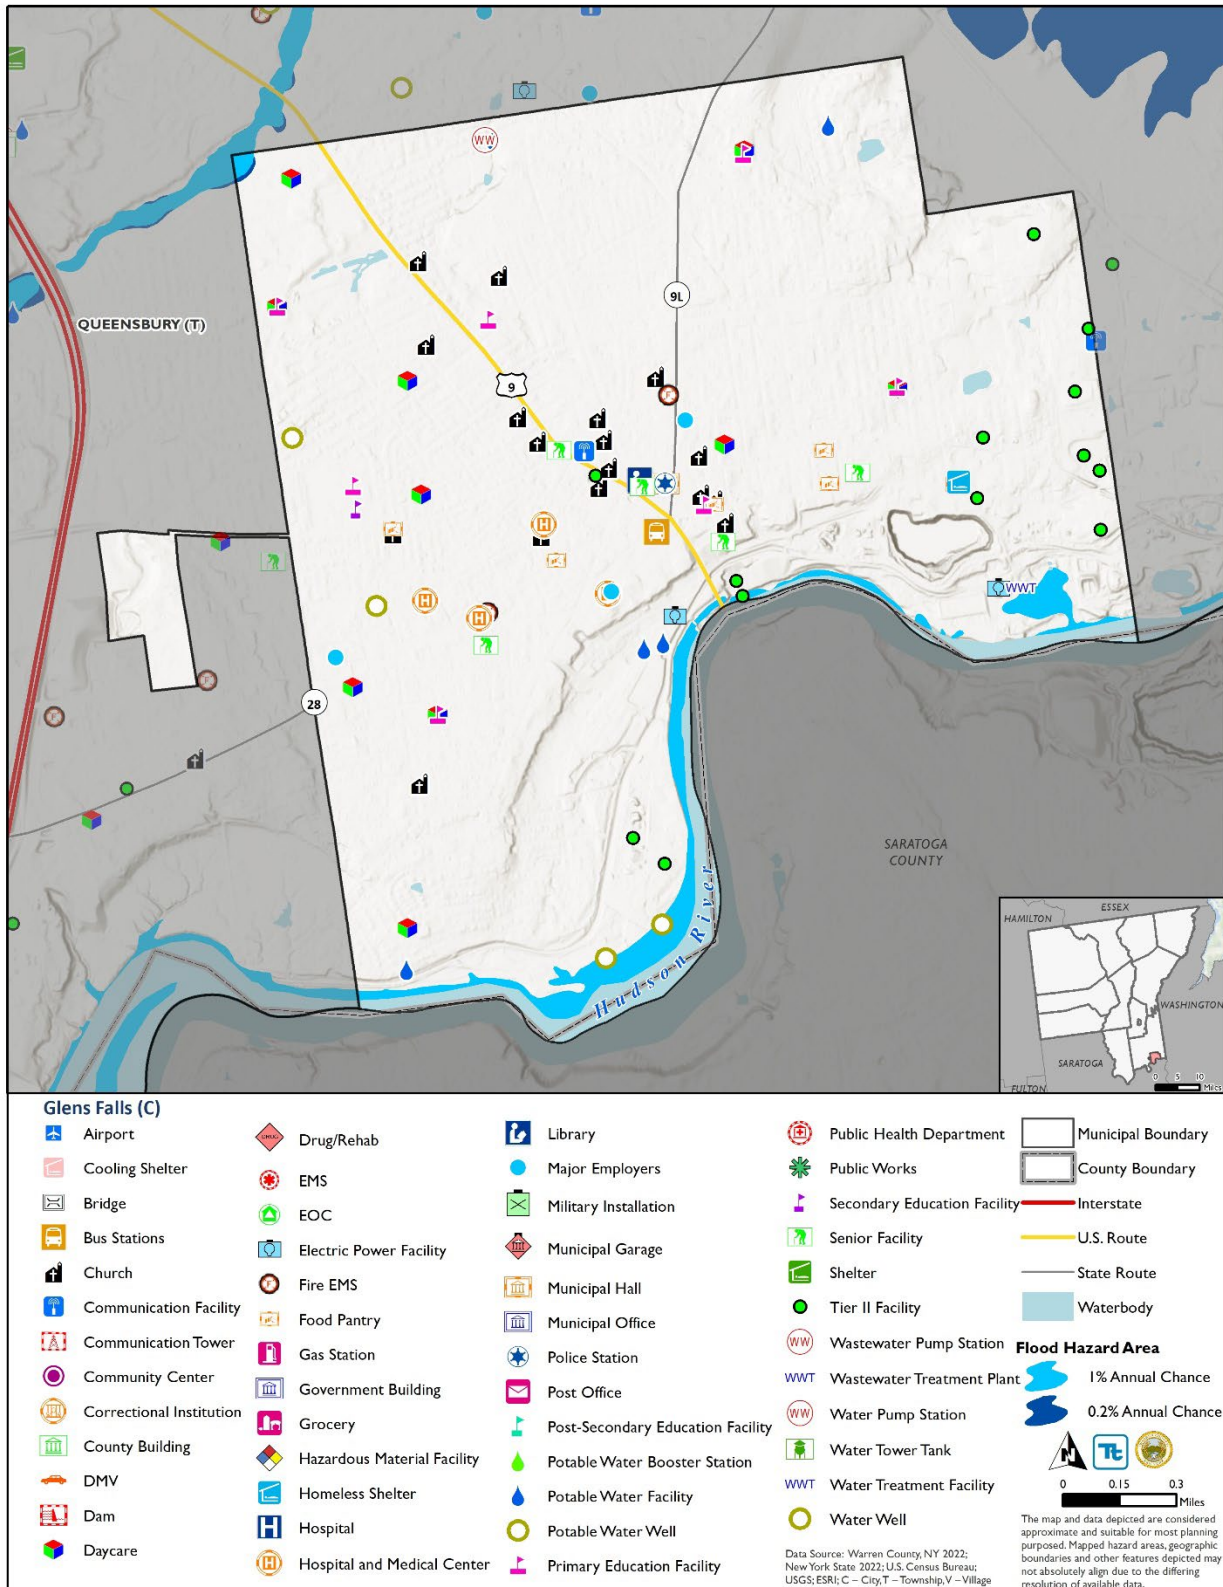 WW
QUEENSBURY (T)
9L
9
WWT
28
SARATOGA
COUNTY
Hudson River
ESSEX
HAMILTON
WASHINGTON
SARATOGA
FULTON
0 5 10
Miles
Glens Falls (C)
Airport
Cooling Shelter
Bridge
Bus Stations
Church
Communication Facility
Communication Tower
Community Center
Correctional Institution
County Building
DMV
Dam
Daycare
DRUG
Drug/Rehab
EMS
EOC
Electric Power Facility
F
Fire EMS
Food Pantry
Gas Station
Government Building
Grocery
Hazardous Material Facility
Homeless Shelter
H
Hospital
H
Hospital and Medical Center
Library
Major Employers
Military Installation
Municipal Garage
Municipal Hall
Municipal Office
Police Station
Post Office
Post-Secondary Education Facility
Potable Water Booster Station
Potable Water Facility
Potable Water Well
Primary Education Facility
Public Health Department
Public Works
Secondary Education Facility
Senior Facility
Shelter
Tier II Facility
WW Wastewater Pump Station
WWT Wastewater Treatment Plant
WW Water Pump Station
Water Tower Tank
WWT Water Treatment Facility
Water Well
Data Source: Warren County, NY 2022;
New York State 2022; U.S. Census Bureau;
USGS; ESRI; C – City, T – Township, V – Village
Municipal Boundary
County Boundary
Interstate
U.S. Route
State Route
Waterbody
Flood Hazard Area
1% Annual Chance
0.2% Annual Chance
N
Tt
0 0.15 0.3
Miles
The map and data depicted are considered
approximate and suitable for most planning
purposed. Mapped hazard areas, geographic
boundaries and other features depicted may
not absolutely align due to the differing
resolution of available data.